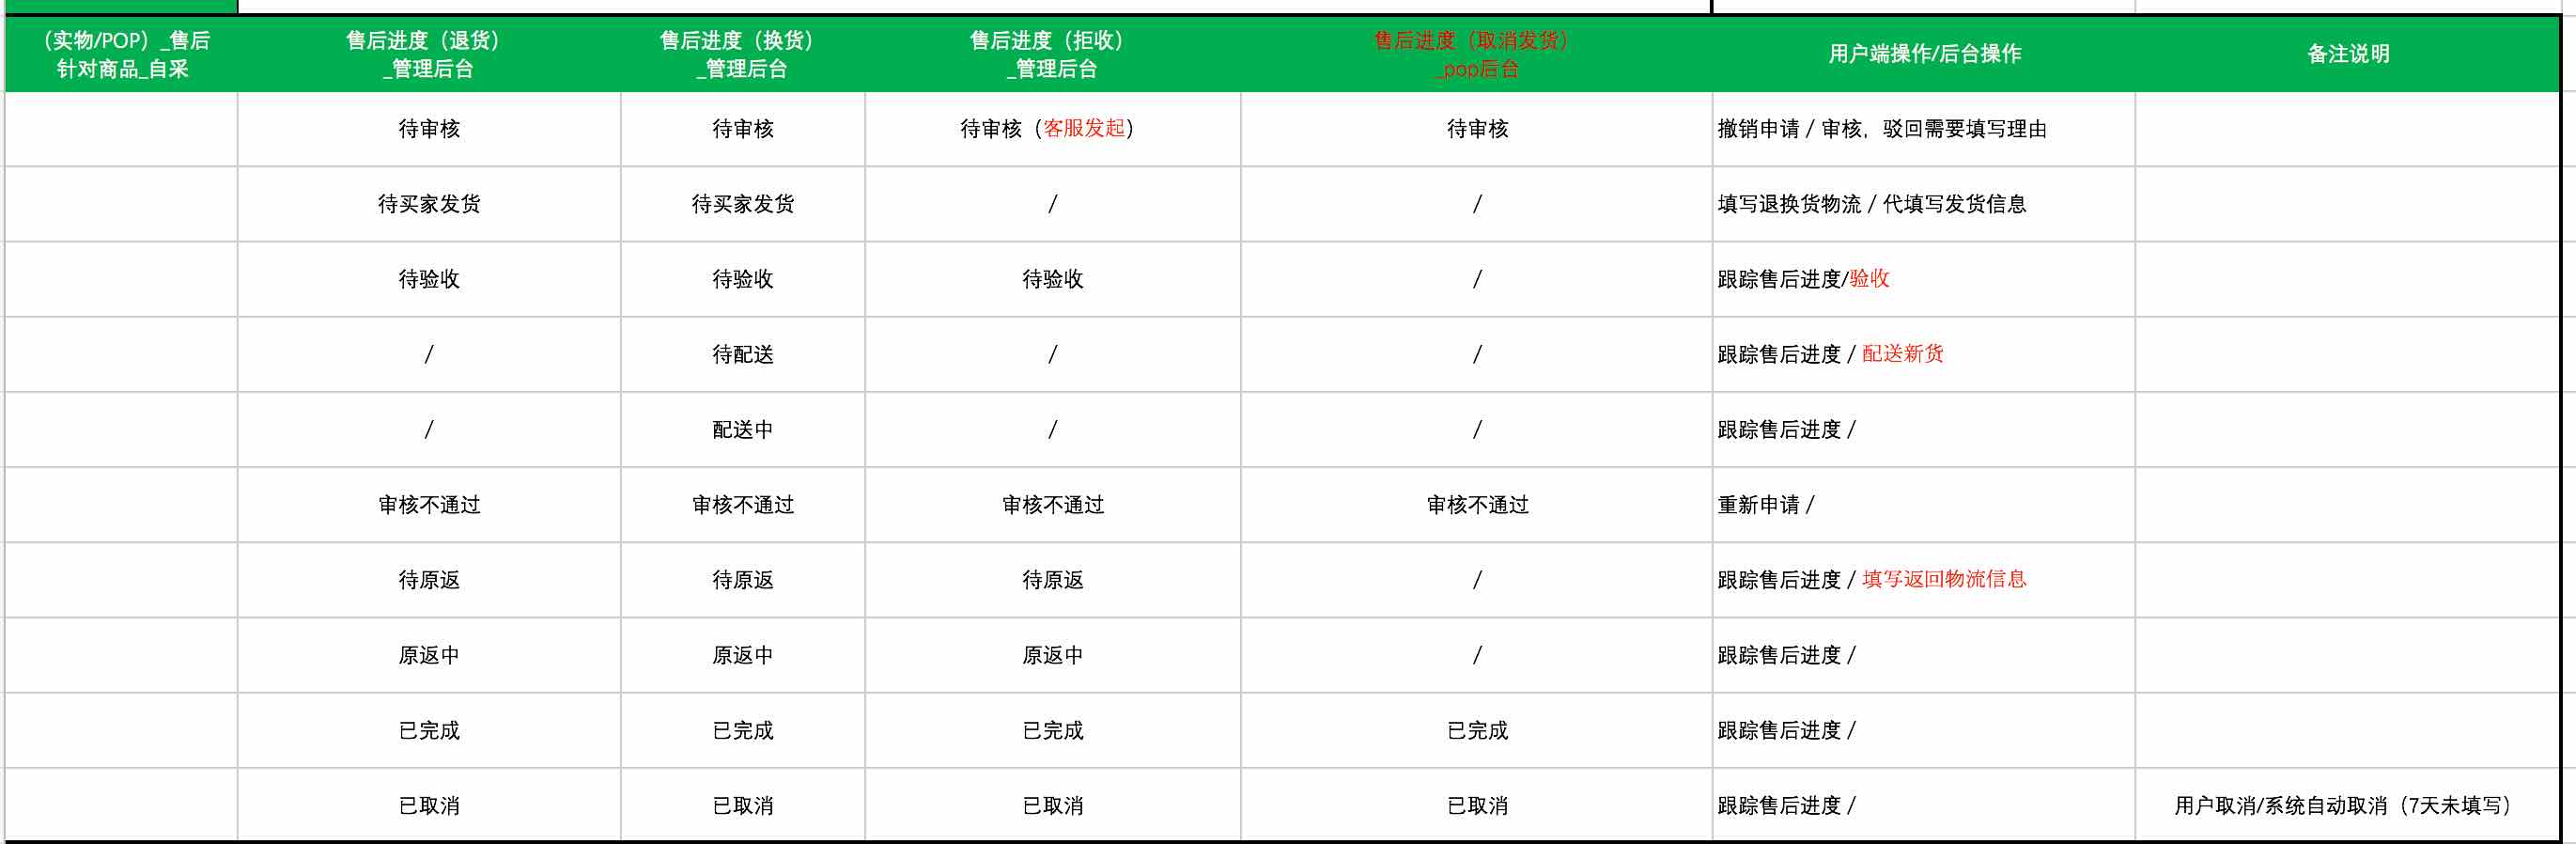 （实物/POP）_售后
针对商品_自采
售后进度（退货）
_管理后台
售后进度（换货）
_管理后台
售后进度（拒收）
_管理后台
售后进度（取消发货）
_pop后台
用户端操作/后台操作
备注说明
待审核
待审核
待审核（客服发起）
待审核
撤销申请 / 审核，驳回需要填写理由
待买家发货
待买家发货
/
/
填写退换货物流 / 代填写发货信息
待验收
待验收
待验收
/
跟踪售后进度/验收
/
待配送
/
/
跟踪售后进度 / 配送新货
/
配送中
/
/
跟踪售后进度 /
审核不通过
审核不通过
审核不通过
审核不通过
重新申请 /
待原返
待原返
待原返
/
跟踪售后进度 / 填写返回物流信息
原返中
原返中
原返中
/
跟踪售后进度 /
已完成
已完成
已完成
已完成
跟踪售后进度 /
已取消
已取消
已取消
已取消
跟踪售后进度 /
用户取消/系统自动取消（7天未填写）